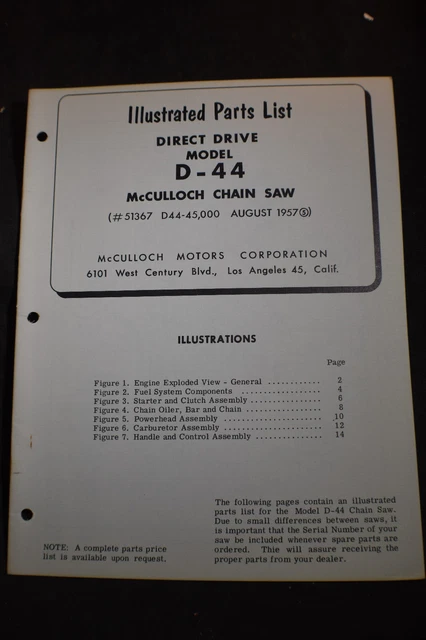 Illustrated Parts List
DIRECT DRIVE
MODEL
D-44
McCULLOCH CHAIN SAW
(#51367 D44-45,000 AUGUST 1957Ⓢ)
McCULLOCH MOTORS CORPORATION
6101 West Century Blvd., Los Angeles 45, Calif.
ILLUSTRATIONS
Page
Figure 1. Engine Exploded View - General ............ 2
Figure 2. Fuel System Components ................. 4
Figure 3. Starter and Clutch Assembly ............... 6
Figure 4. Chain Oiler, Bar and Chain ................ 8
Figure 5. Powerhead Assembly ..................... 10
Figure 6. Carburetor Assembly ..................... 12
Figure 7. Handle and Control Assembly .............. 14
The following pages contain an illustrated
parts list for the Model D-44 Chain Saw.
Due to small differences between saws, it
is important that the Serial Number of your
saw be included whenever spare parts are
ordered. This will assure receiving the
proper parts from your dealer.
NOTE: A complete parts price
list is available upon request.